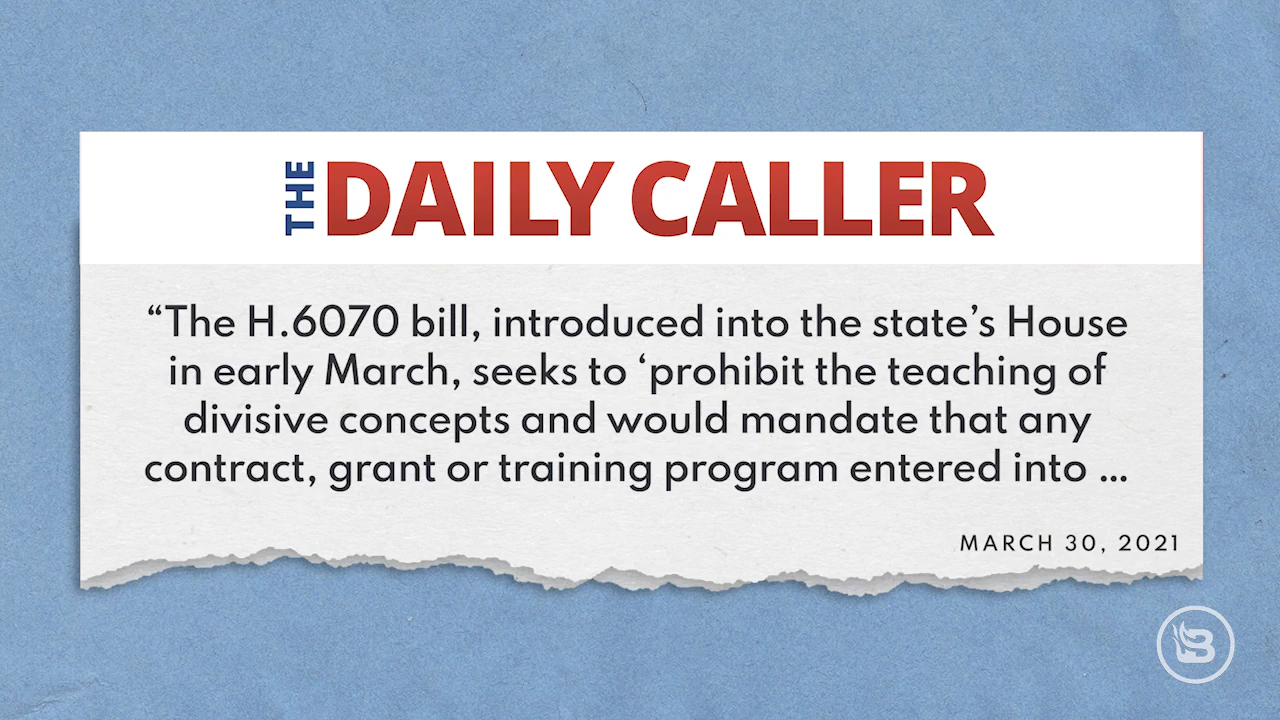 THE DAILY CALLER
“The H.6070 bill, introduced into the state’s House
in early March, seeks to ‘prohibit the teaching of
divisive concepts and would mandate that any
contract, grant or training program entered into ...
MARCH 30, 2021
B